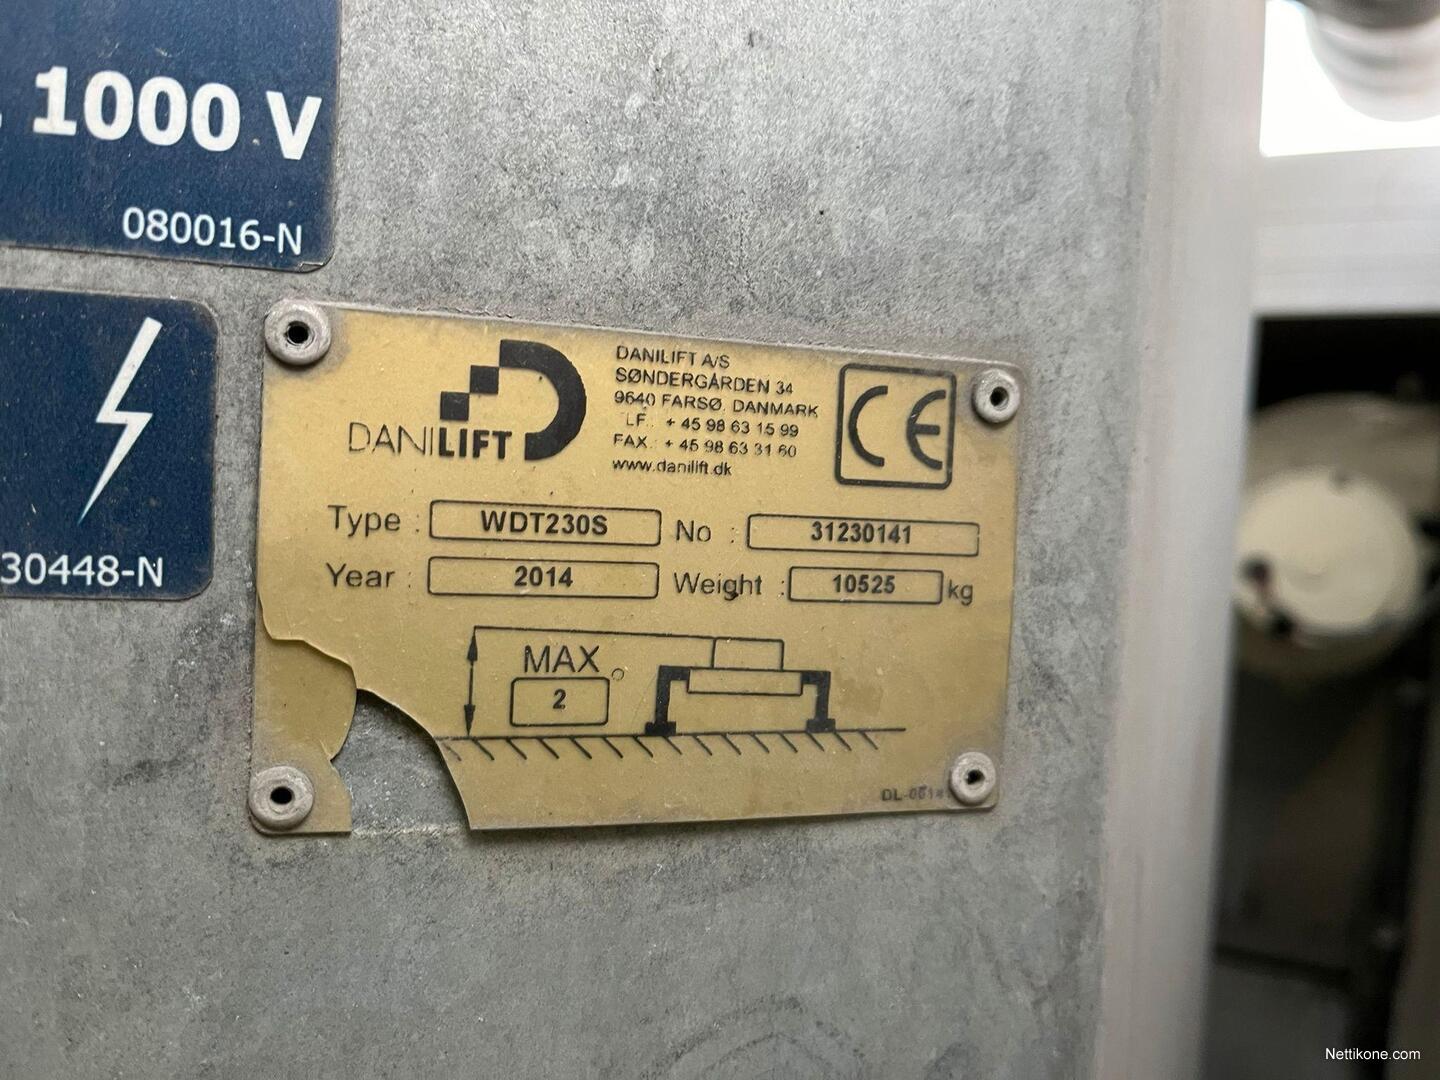 1000 V
080016-N
30448-N
DANILIFT
DANILIFT A/S
SØNDERGÅRDEN 34
9640 FARSØ, DANMARK
LF. : + 45 98 63 15 99
FAX. : + 45 98 63 31 60
www.danilift.dk
CE
Type : WDT230S No : 31230141
Year : 2014 Weight : 10525 kg
MAX
2°
Nettikone.com